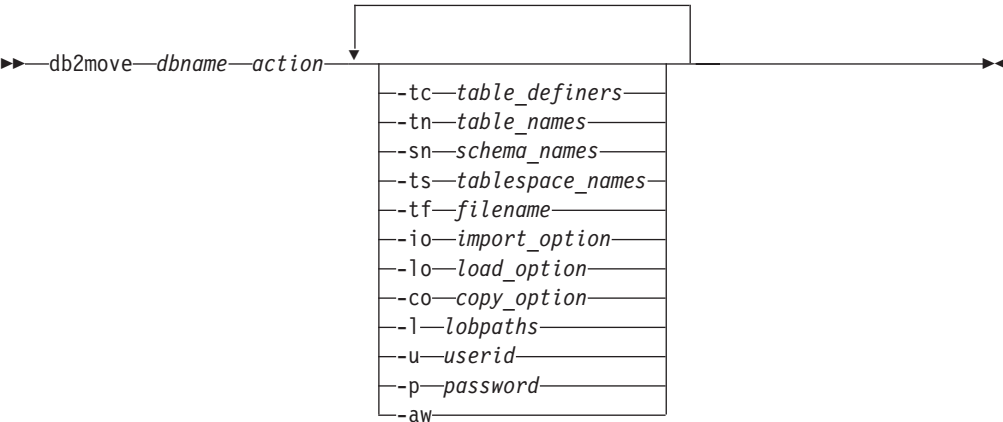 db2move dbname action
-tc table_definers
-tn table_names
-sn schema_names
-ts tablespace_names
-tf filename
-io import_option
-lo load_option
-co copy_option
-l lobpaths
-u userid
-p password
-aw